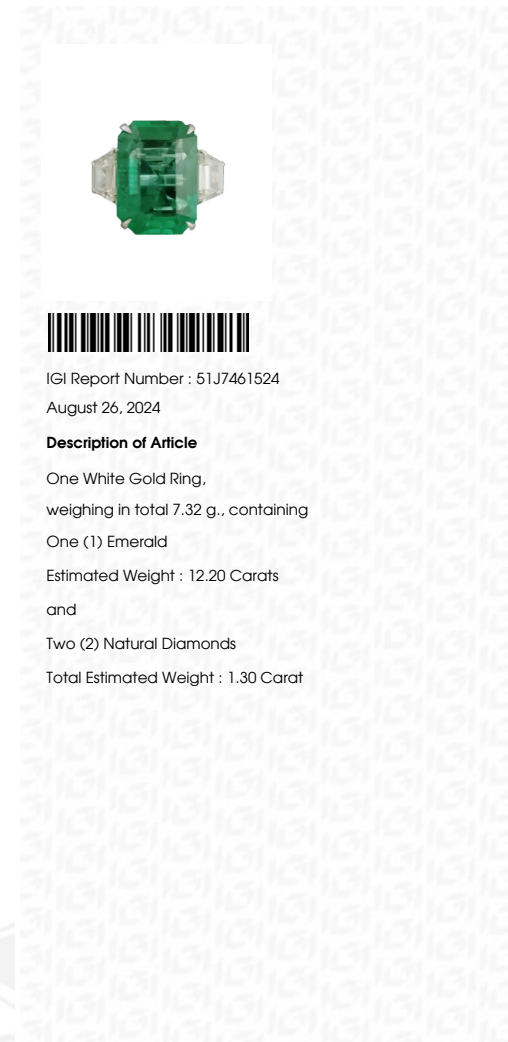 IGI Report Number : 51J7461524
August 26, 2024
Description of Article
One White Gold Ring,
weighing in total 7.32 g., containing
One (1) Emerald
Estimated Weight : 12.20 Carats
and
Two (2) Natural Diamonds
Total Estimated Weight : 1.30 Carat